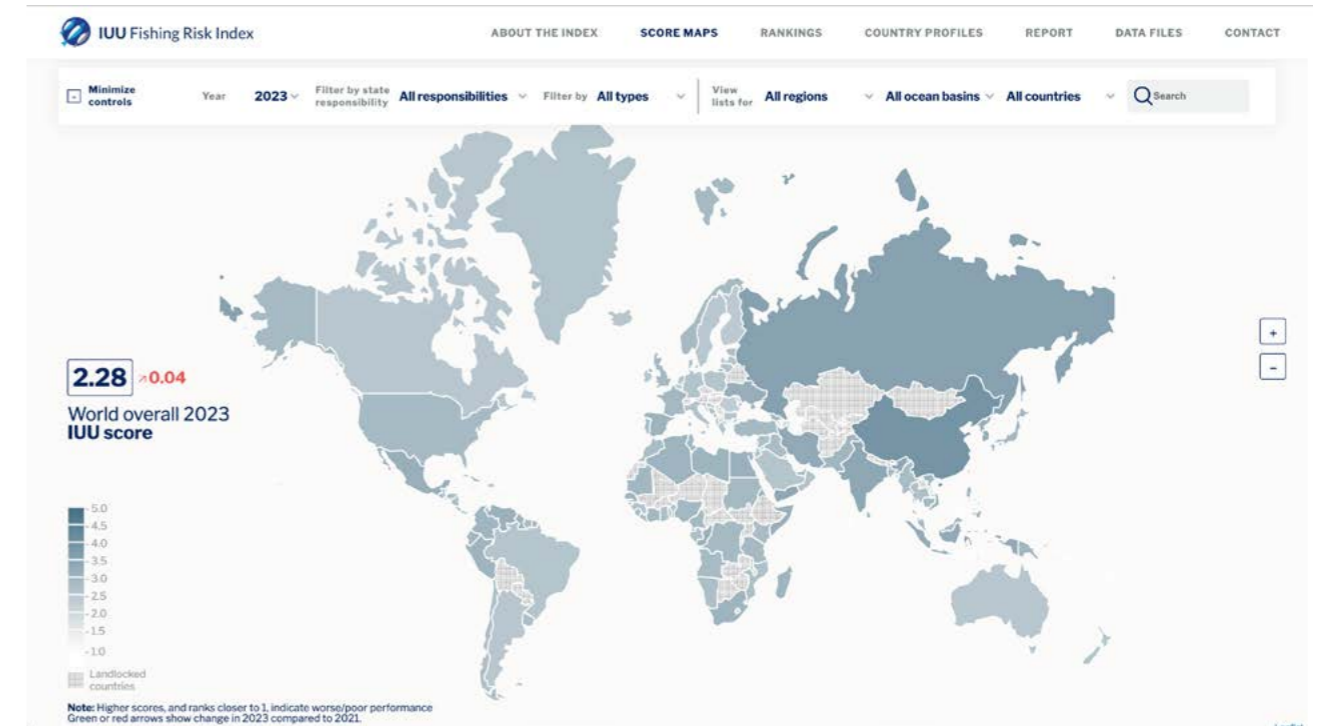 IUU Fishing Risk Index
ABOUT THE INDEX SCORE MAPS RANKINGS COUNTRY PROFILES REPORT DATA FILES CONTACT
- Minimize controls Year 2023 Filter by state responsibility All responsibilities Filter by All types View lists for All regions All ocean basins All countries Search
+
-
2.28 0.04
World overall 2023
IUU score
5.0
4.5
4.0
3.5
3.0
2.5
2.0
1.5
1.0
Landlocked
countries
Note: Higher scores, and ranks closer to 1, indicate worse/poor performance
Green or red arrows show change in 2023 compared to 2021.